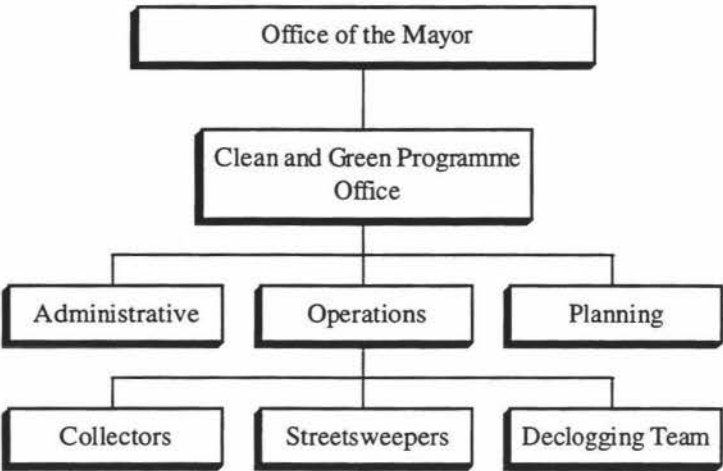 Office of the Mayor
Clean and Green Programme
Office
Administrative
Operations
Planning
Collectors
Streetsweepers
Declogging Team